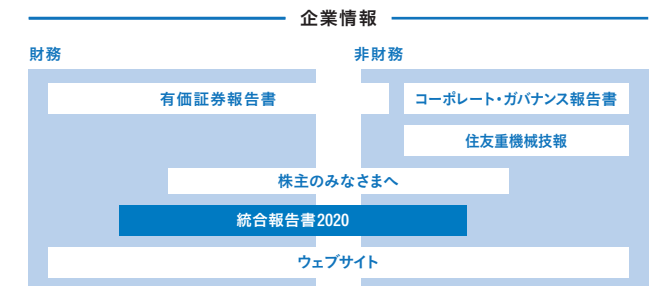 企業情報
財務
非財務
有価証券報告書
コーポレート・ガバナンス報告書
住友重機械技報
株主のみなさまへ
統合報告書2020
ウェブサイト